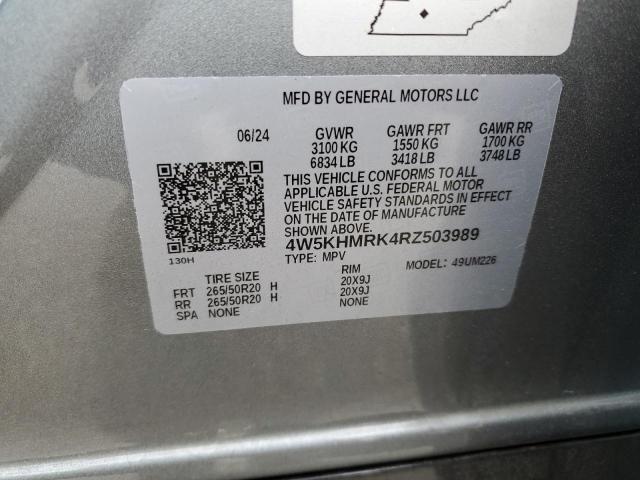 MFD BY GENERAL MOTORS LLC
06/24 GVWR GAWR FRT GAWR RR
3100 KG 1550 KG 1700 KG
6834 LB 3418 LB 3748 LB
THIS VEHICLE CONFORMS TO ALL
APPLICABLE U.S. FEDERAL MOTOR
VEHICLE SAFETY STANDARDS IN EFFECT
ON THE DATE OF MANUFACTURE
SHOWN ABOVE.
4W5KHMRK4RZ503989
130H TYPE: MPV MODEL: 49UM226
TIRE SIZE RIM
FRT 265/50R20 H 20X9J
RR 265/50R20 H 20X9J
SPA NONE NONE